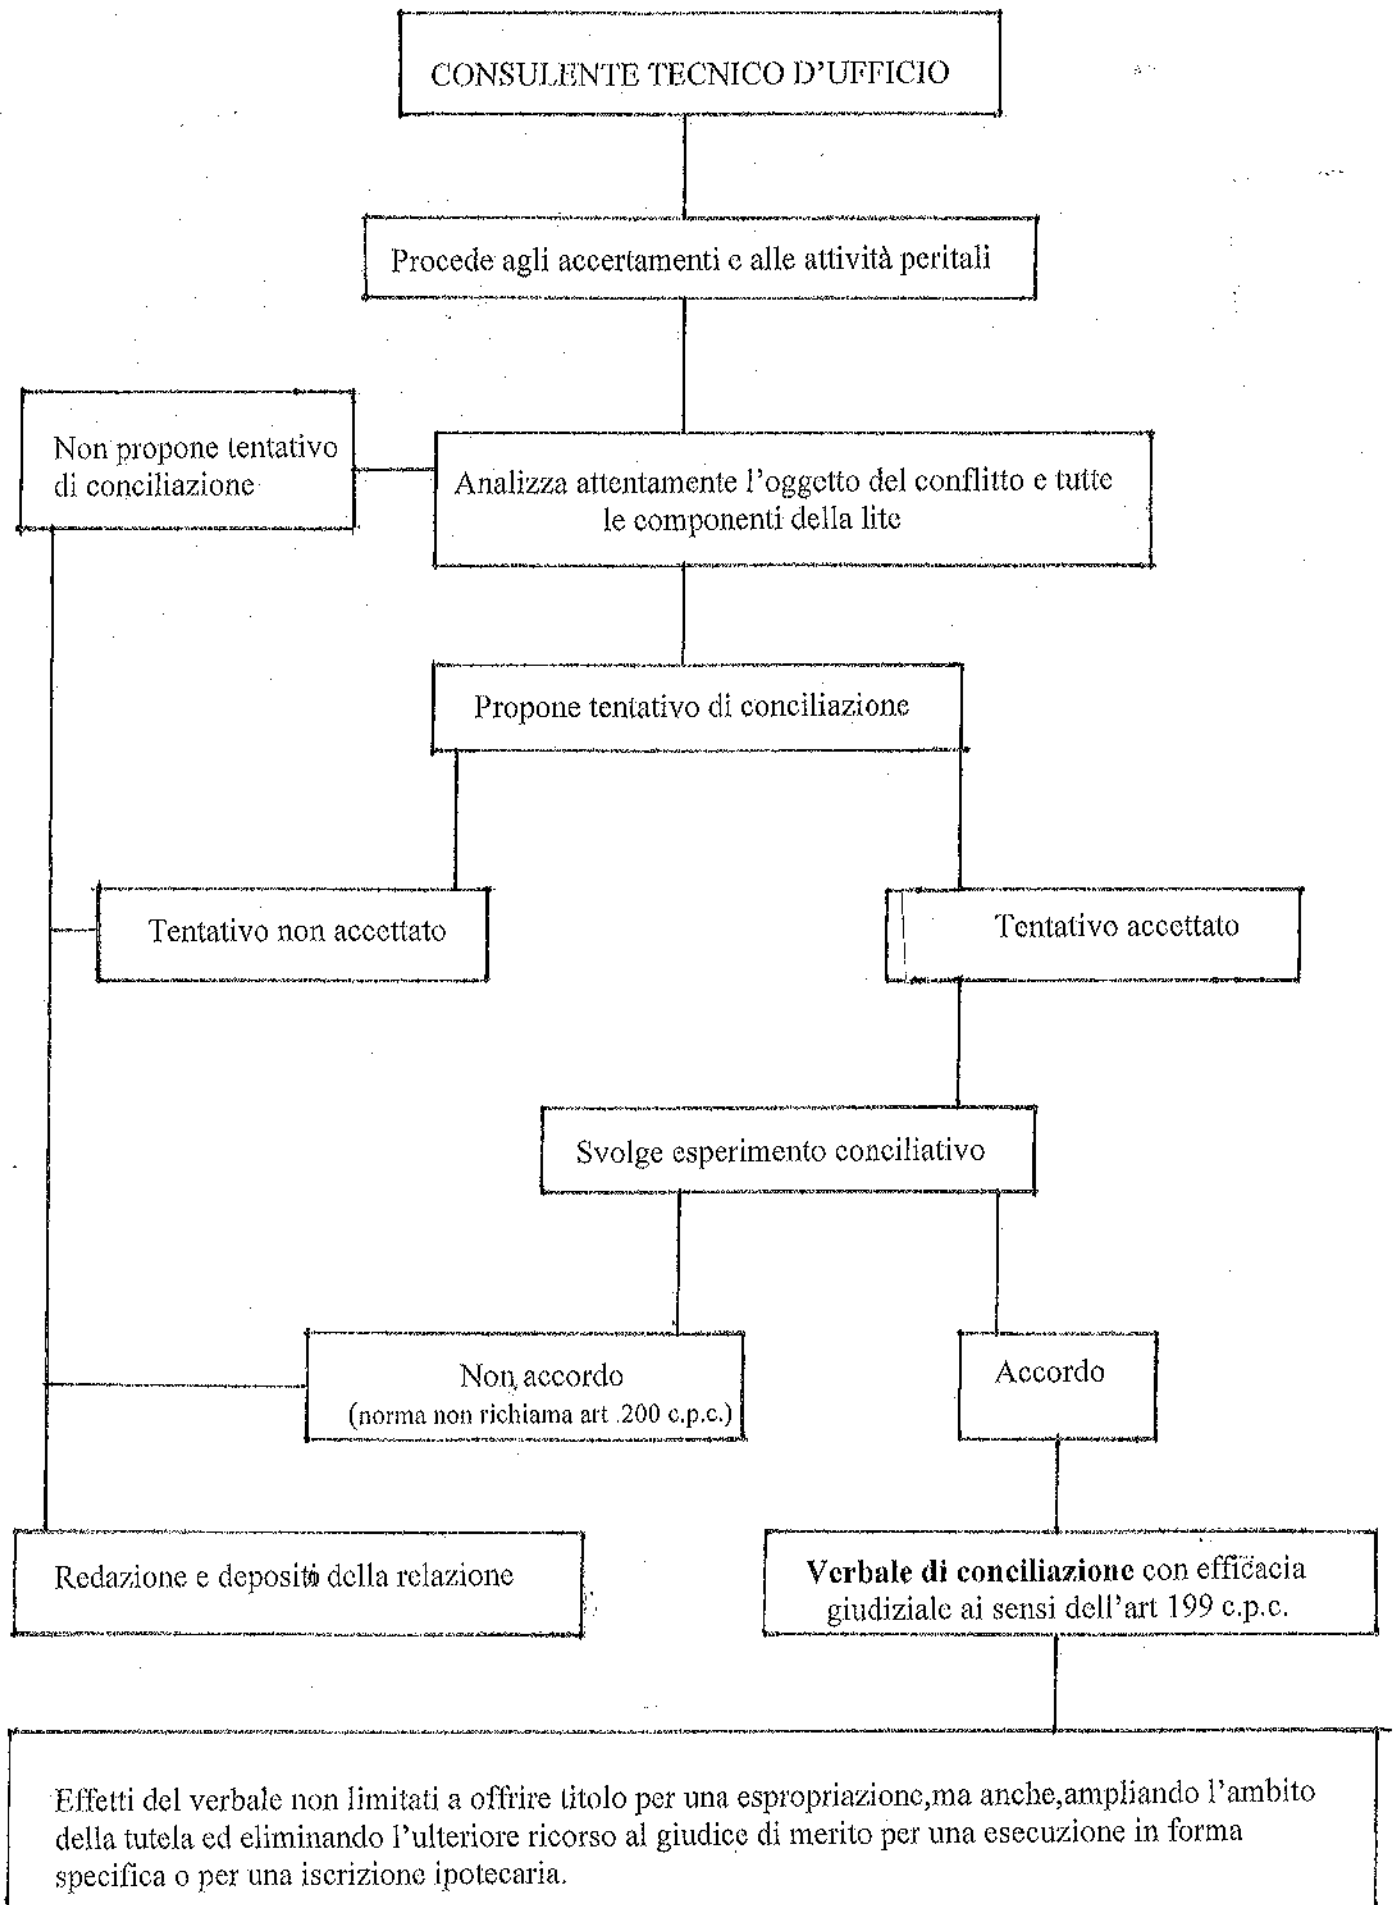 CONSULENTE TECNICO D'UFFICIO
Procede agli accertamenti e alle attività peritali
Non propone tentativo
di conciliazione
Analizza attentamente l'oggetto del conflitto e tutte
le componenti della lite
Propone tentativo di conciliazione
Tentativo non accettato
Tentativo accettato
Svolge esperimento conciliativo
Non accordo
(norma non richiama art .200 c.p.c.)
Accordo
Redazione e deposito della relazione
Verbale di conciliazione con efficacia
giudiziale ai sensi dell'art 199 c.p.c.
Effetti del verbale non limitati a offrire titolo per una espropriazione,ma anche,ampliando l'ambito
della tutela ed eliminando l'ulteriore ricorso al giudice di merito per una esecuzione in forma
specifica o per una iscrizione ipotecaria.